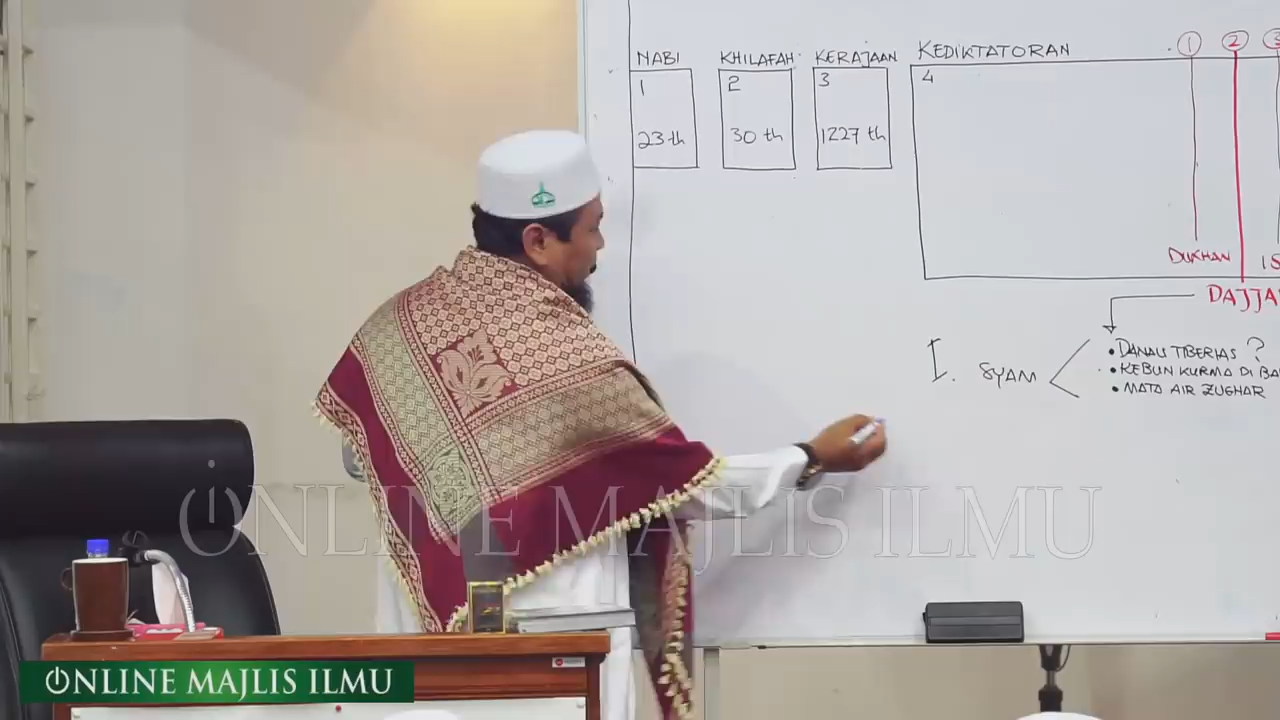 NABI KHILAFAH KERAJAAN KEDIKTATORAN 1 2 3
1 2 3 4
23 th 30 th 1227 th
DUKHAN
DAJJA
I. SYAM
• DANAU TIBERIAS ?
• KEBUN KURMA DI BA
• MATA AIR ZUGHAR
ONLINE MAJLIS ILMU
ONLINE MAJLIS ILMU